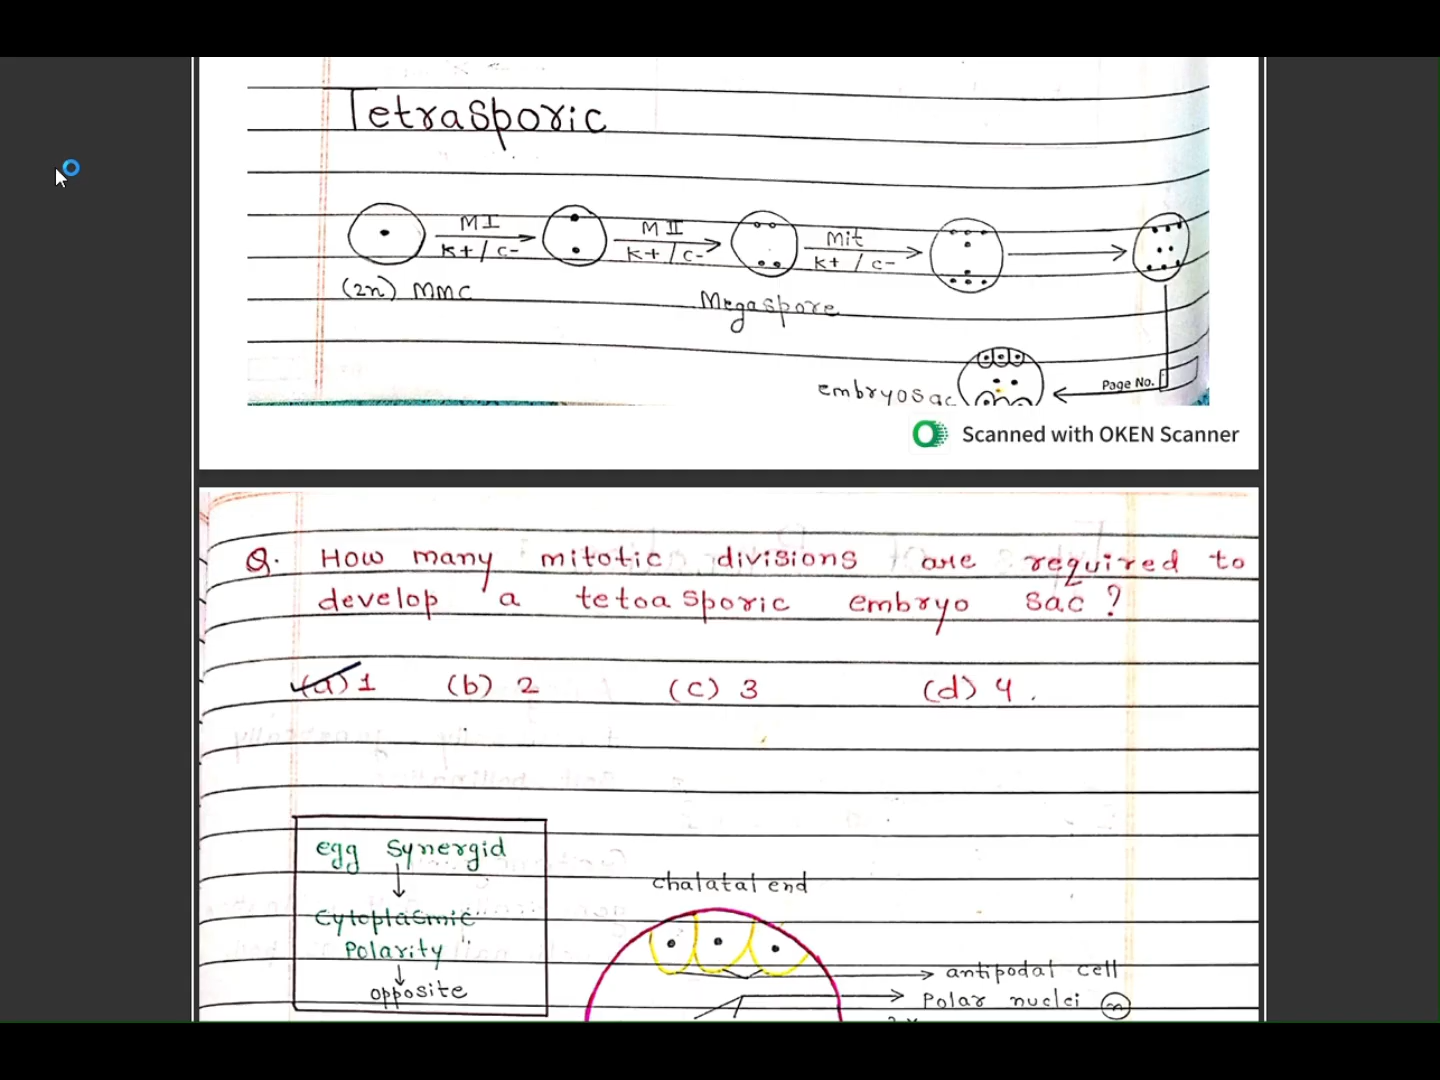 Tetrasporic
MI
K+ / c-
MII
K+ / c-
Mit
K+ / c-
(2n) MMC
Megaspore
embryosac
Page No.
Scanned with OKEN Scanner
Q. How many mitotic divisions are required to
develop a tetoasporic embryo sac ?
(a) 1 (b) 2 (c) 3 (d) 4 .
egg synergid
cytoplasmic
Polarity
opposite
chalatal end
antipodal cell
Polar nuclei (n)